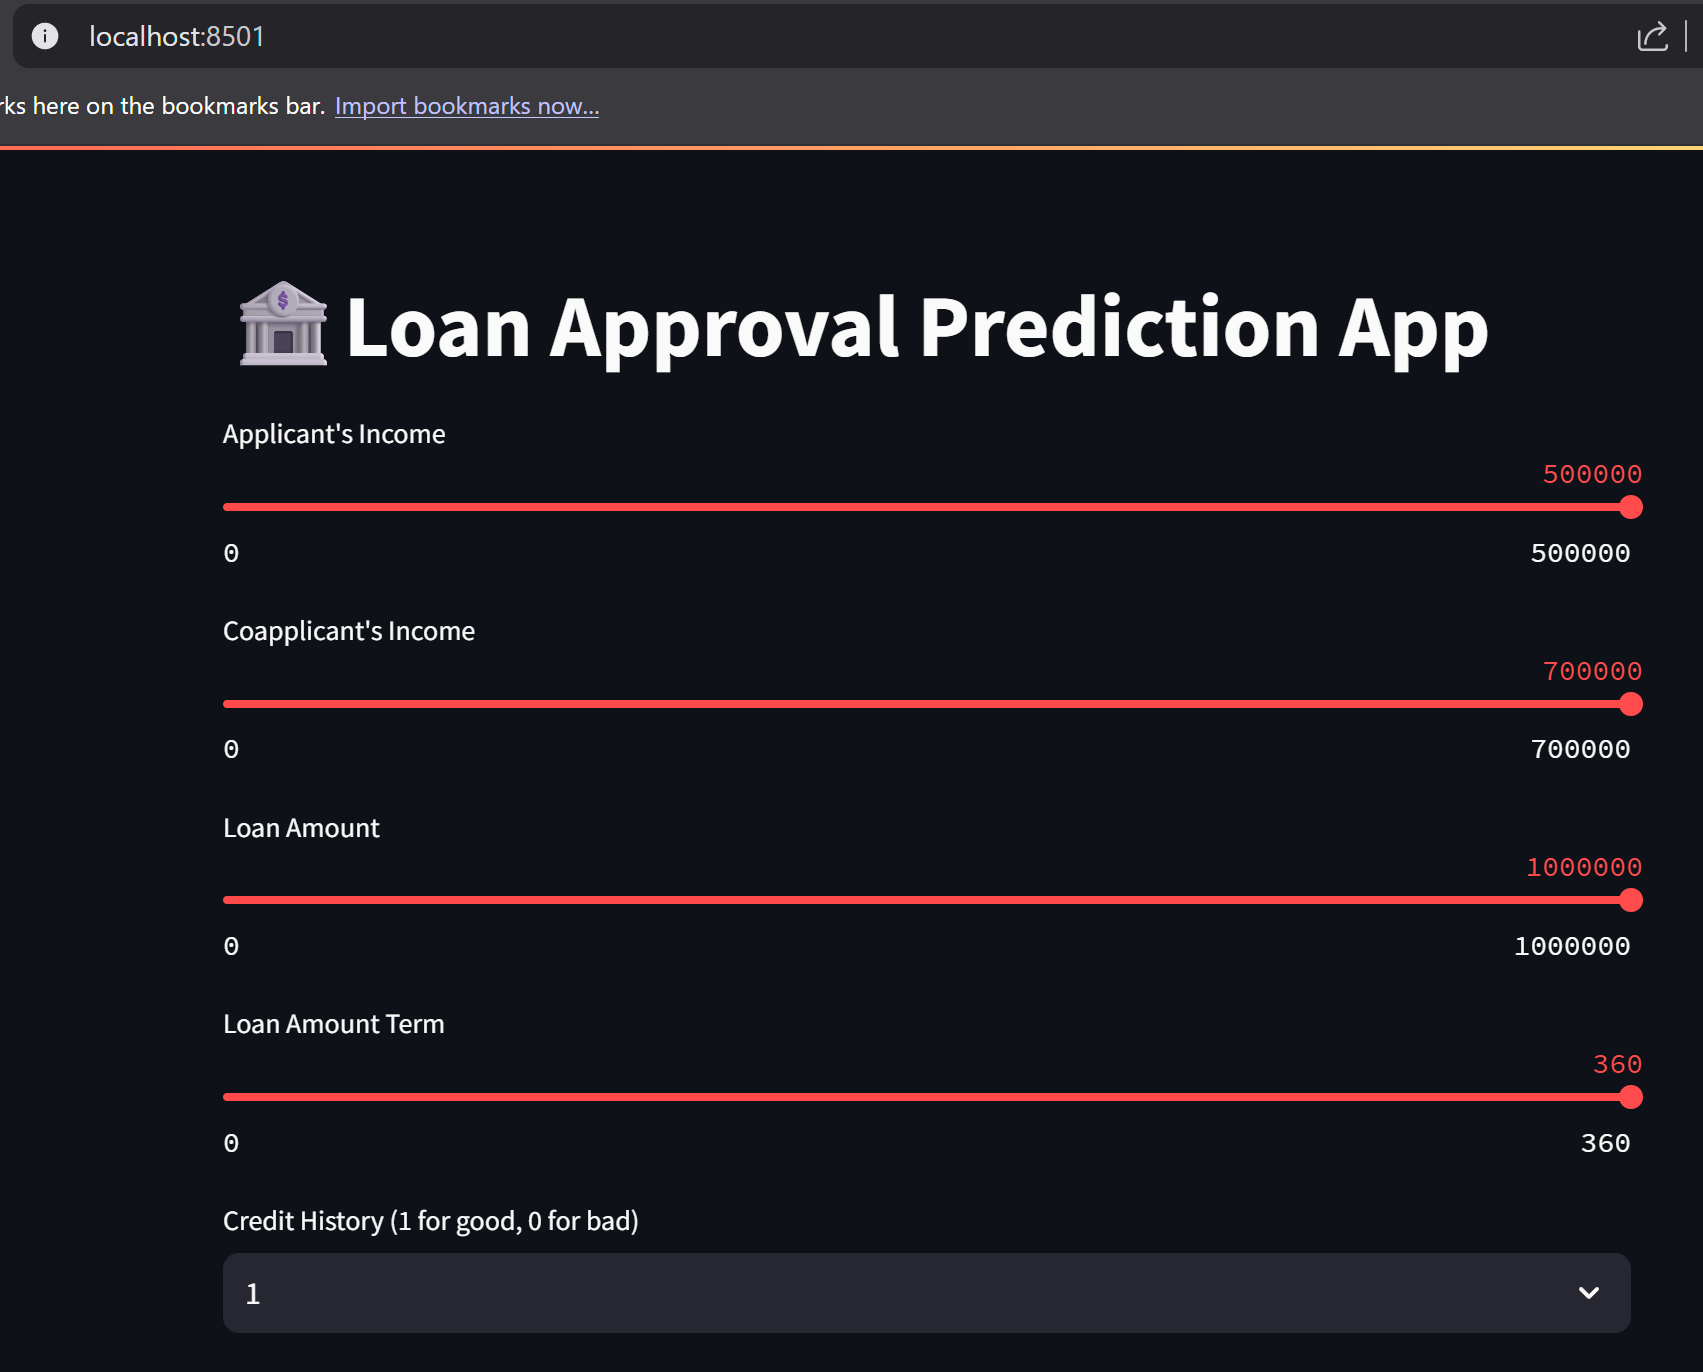 localhost:8501
rks here on the bookmarks bar. Import bookmarks now...
$ Loan Approval Prediction App
Applicant's Income
500000
0 500000
Coapplicant's Income
700000
0 700000
Loan Amount
1000000
0 1000000
Loan Amount Term
360
0 360
Credit History (1 for good, 0 for bad)
1